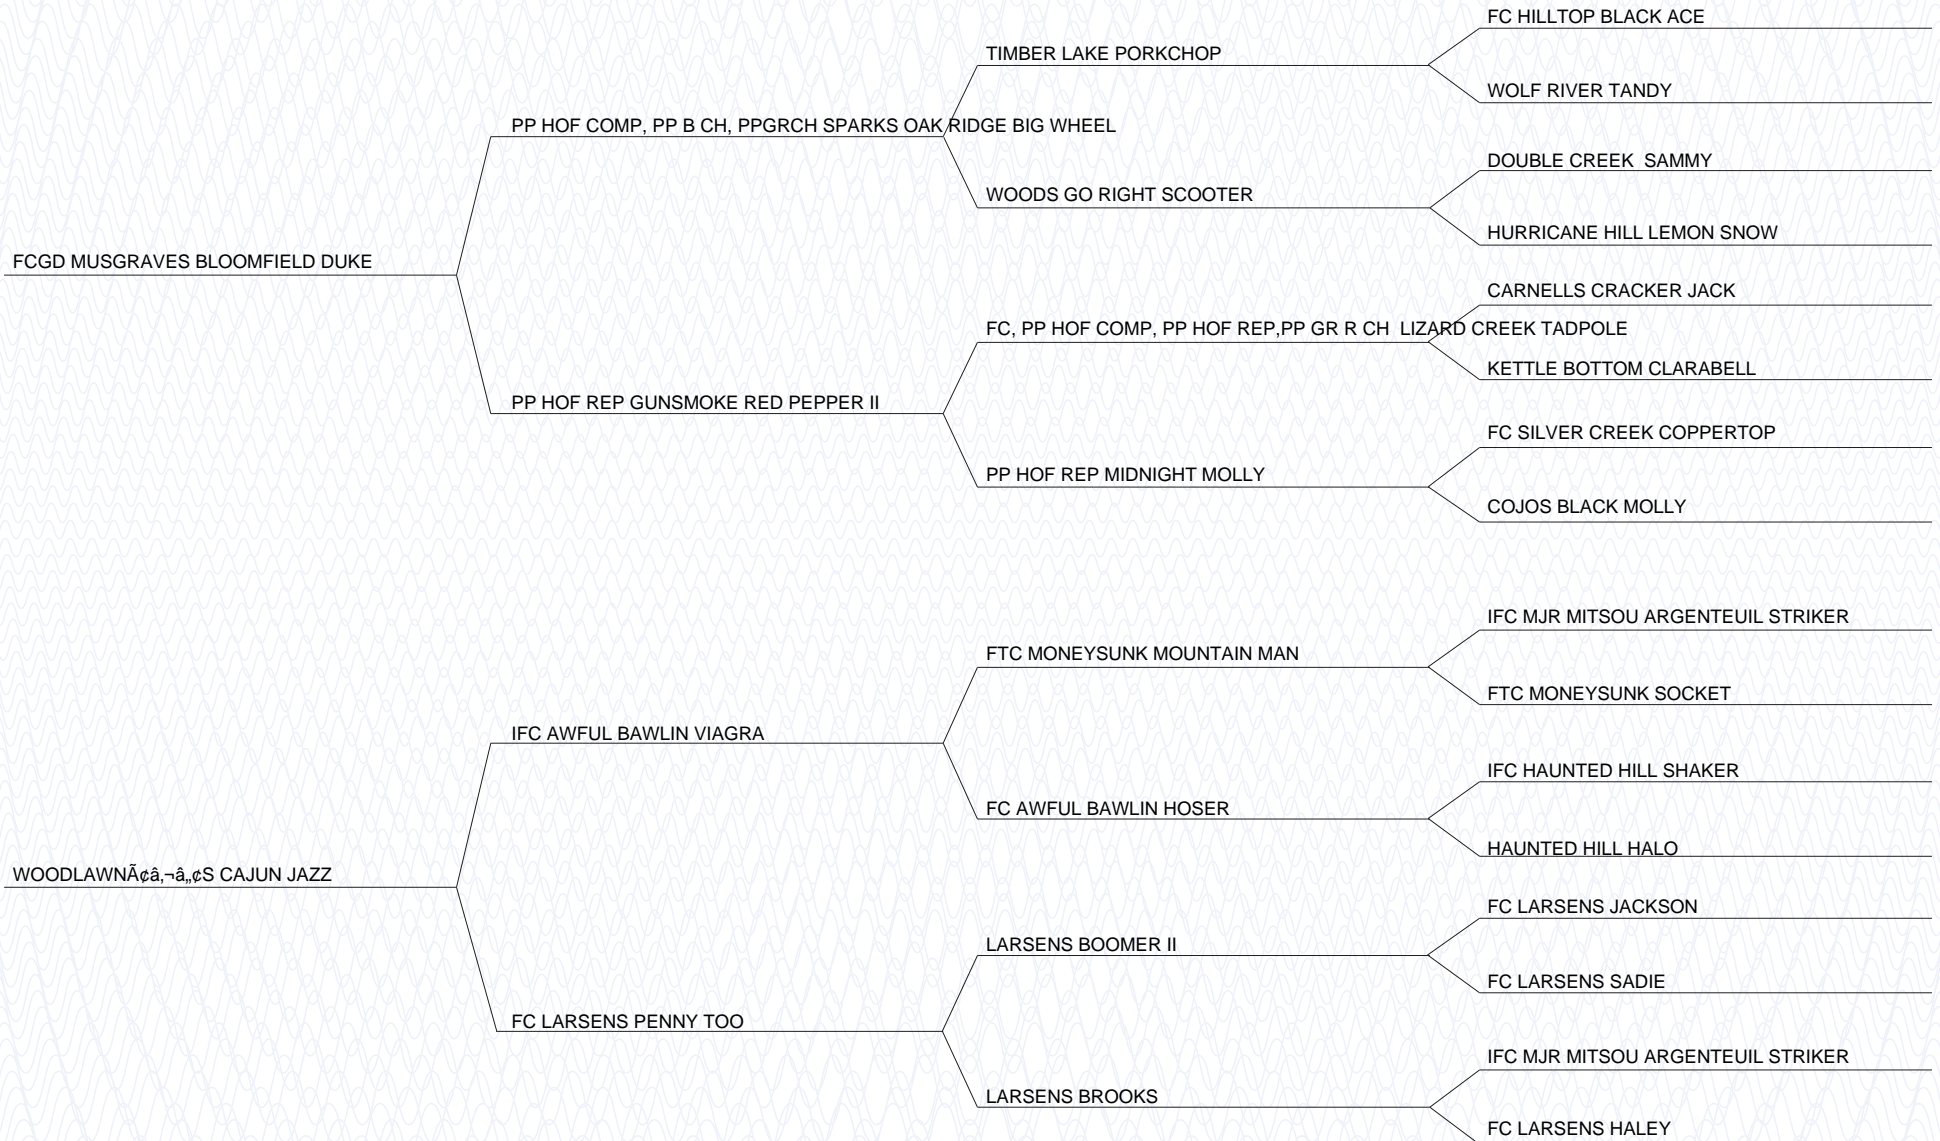 FC HILLTOP BLACK ACE
TIMBER LAKE PORKCHOP
WOLF RIVER TANDY
PP HOF COMP, PP B CH, PPGRCH SPARKS OAK RIDGE BIG WHEEL
DOUBLE CREEK  SAMMY
WOODS GO RIGHT SCOOTER
HURRICANE HILL LEMON SNOW
FCGD MUSGRAVES BLOOMFIELD DUKE
CARNELLS CRACKER JACK
FC, PP HOF COMP, PP HOF REP,PP GR R CH  LIZARD CREEK TADPOLE
KETTLE BOTTOM CLARABELL
PP HOF REP GUNSMOKE RED PEPPER II
FC SILVER CREEK COPPERTOP
PP HOF REP MIDNIGHT MOLLY
COJOS BLACK MOLLY
IFC MJR MITSOU ARGENTEUIL STRIKER
FTC MONEYSUNK MOUNTAIN MAN
FTC MONEYSUNK SOCKET
IFC AWFUL BAWLIN VIAGRA
IFC HAUNTED HILL SHAKER
FC AWFUL BAWLIN HOSER
HAUNTED HILL HALO
WOODLAWNÃ¢â‚¬â„¢S CAJUN JAZZ
FC LARSENS JACKSON
LARSENS BOOMER II
FC LARSENS SADIE
FC LARSENS PENNY TOO
IFC MJR MITSOU ARGENTEUIL STRIKER
LARSENS BROOKS
FC LARSENS HALEY